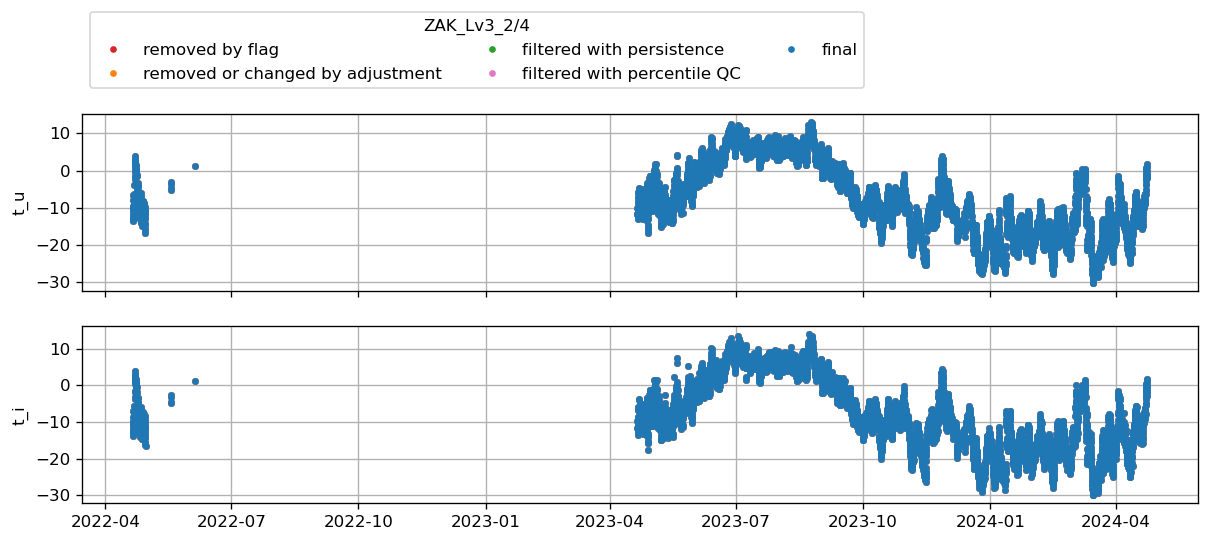 ZAK_Lv3_2/4
removed by flag
filtered with persistence
final
removed or changed by adjustment
filtered with percentile QC
10
0
−10
−20
−30
t_u
10
0
−10
−20
−30
t_i
2022-04 2022-07 2022-10 2023-01 2023-04 2023-07 2023-10 2024-01 2024-04